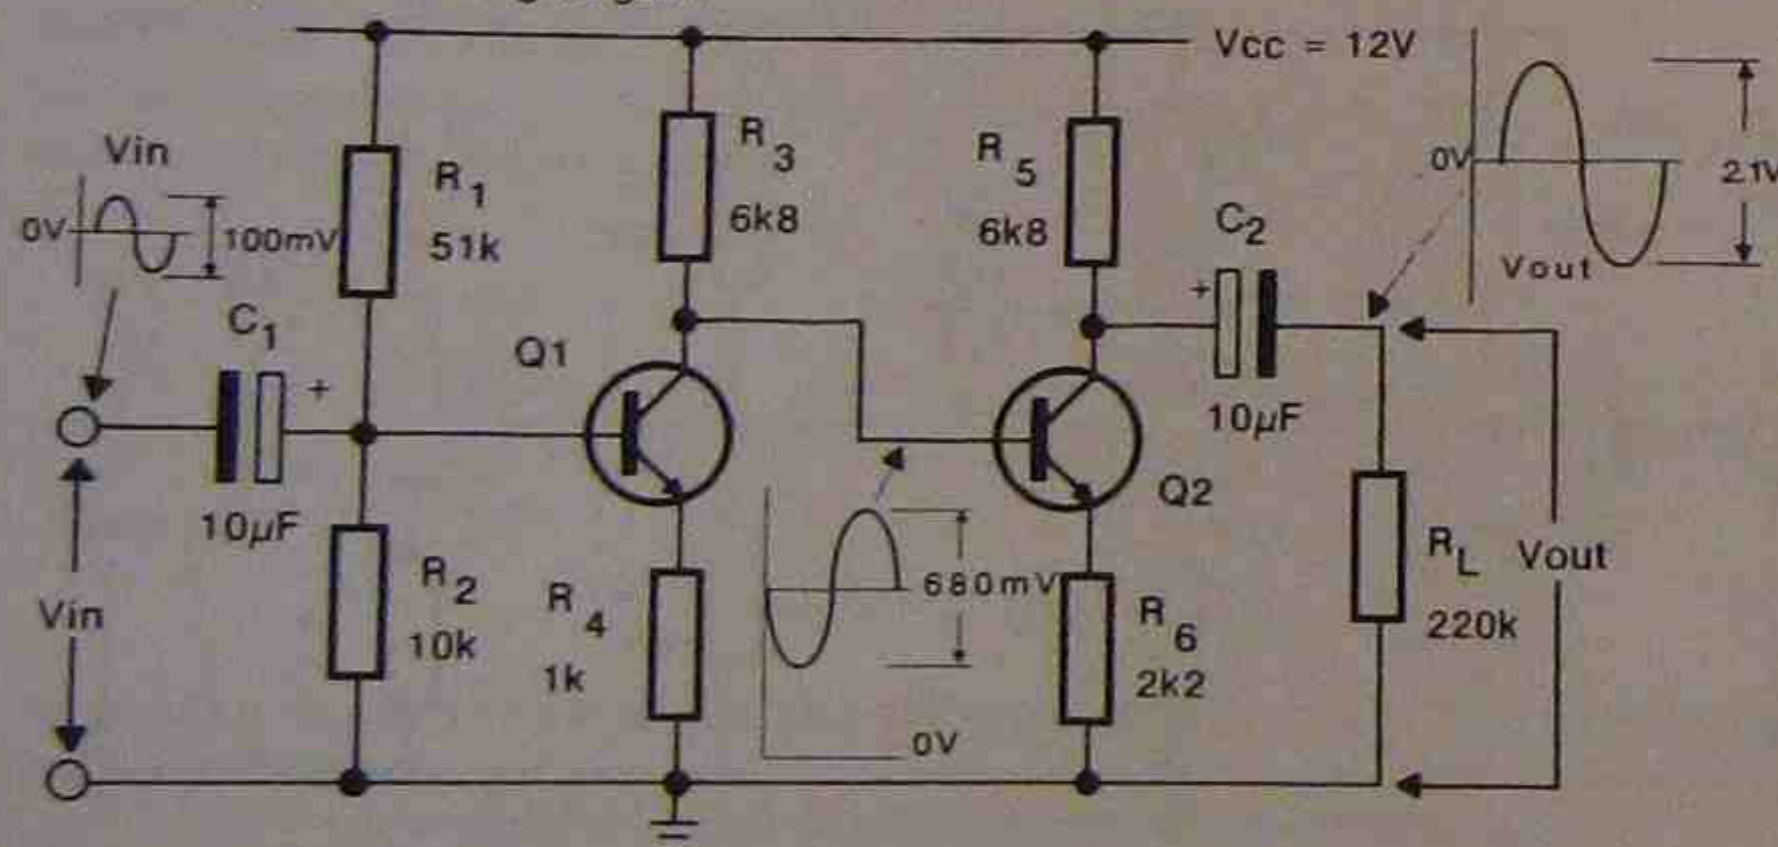 Vcc = 12V
Vin
0V
100mV
R1
51k
R3
6k8
R5
6k8
C2
10µF
0V
2.1V
Vout
C1
10µF
Q1
Q2
R2
10k
R4
1k
680mV
0V
R6
2k2
RL
220k
Vout
Vin